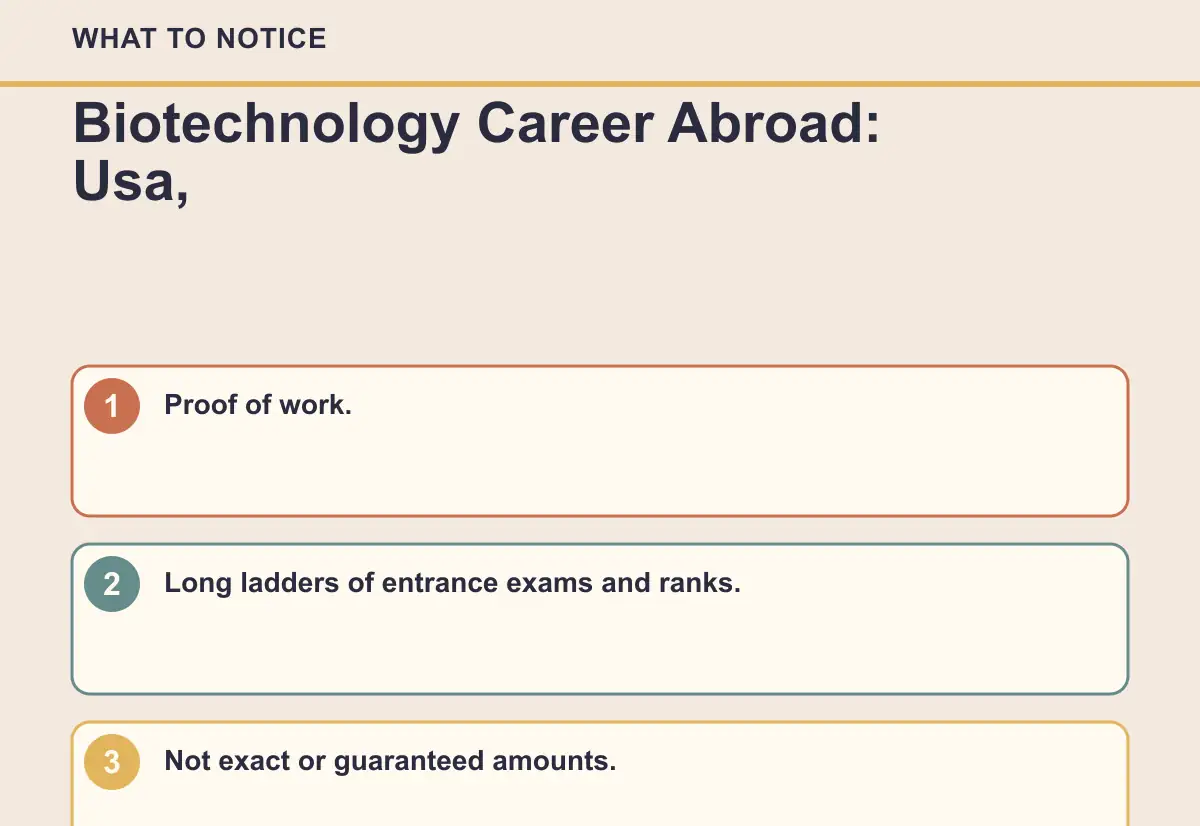 WHAT TO NOTICE
Biotechnology Career Abroad:
Usa,
1 Proof of work.
2 Long ladders of entrance exams and ranks.
3 Not exact or guaranteed amounts.